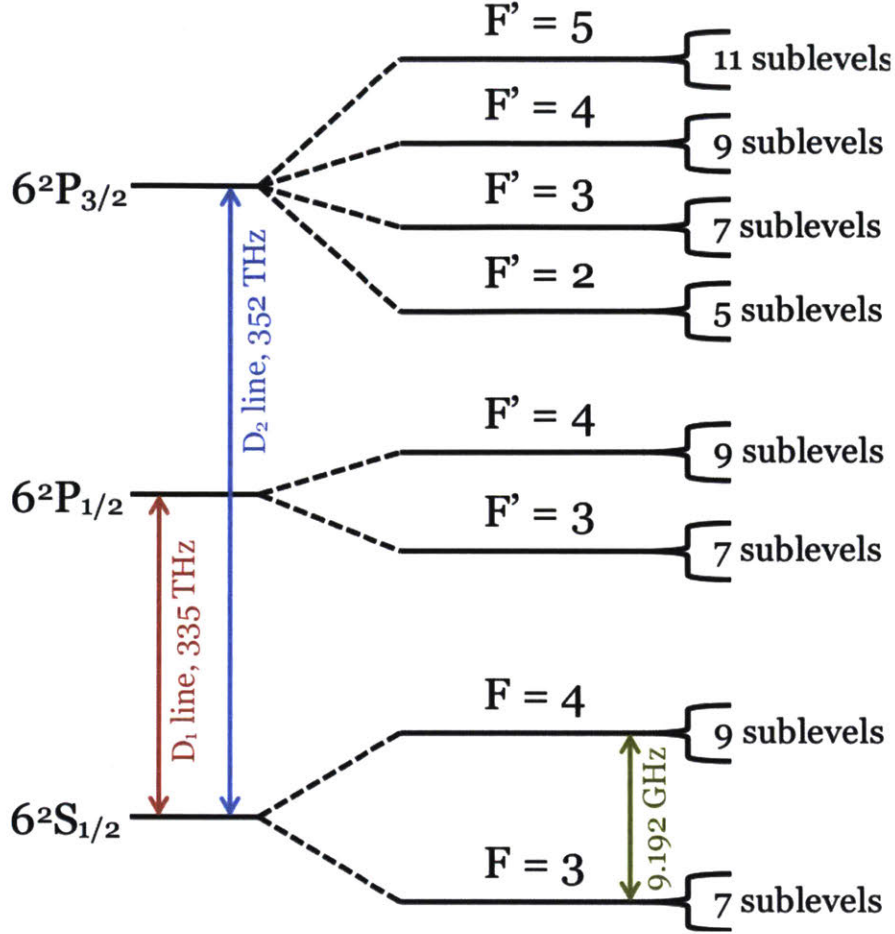 F' = 5
11 sublevels
F' = 4
9 sublevels
6²P₃/₂
F' = 3
7 sublevels
F' = 2
5 sublevels
D₂ line, 352 THz
F' = 4
9 sublevels
6²P₁/₂
F' = 3
7 sublevels
D₁ line, 335 THz
F = 4
9 sublevels
6²S₁/₂
9.192 GHz
F = 3
7 sublevels